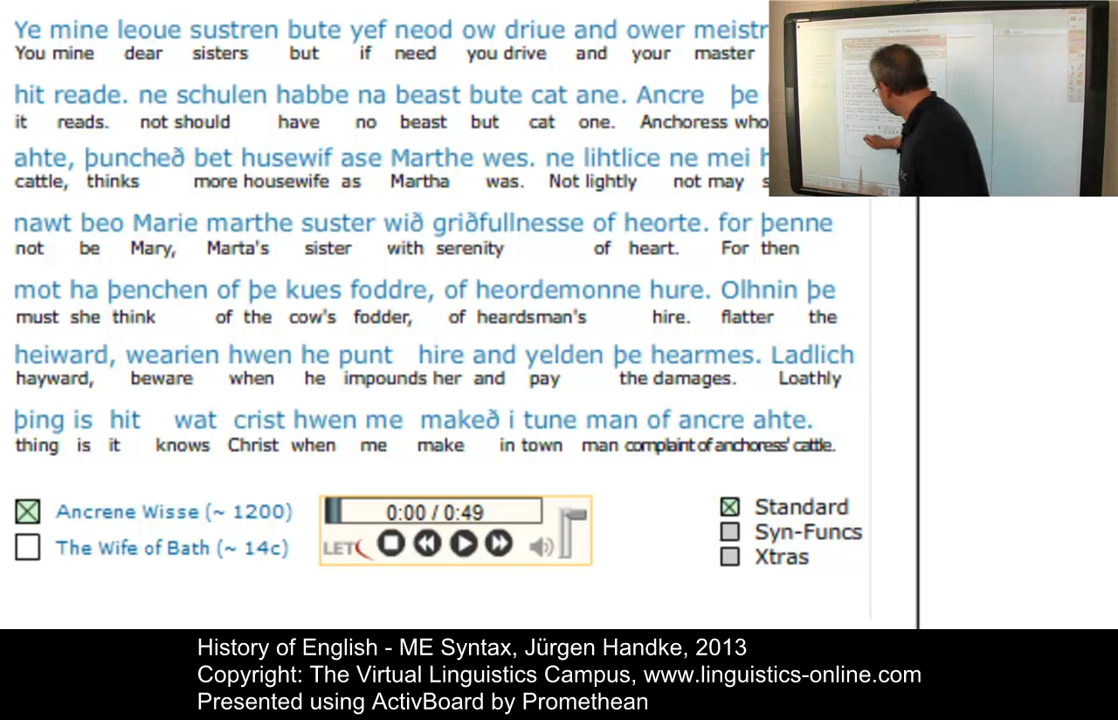 Ye mine leoue sustren bute yef neod ow driue and ower meistr
You mine dear sisters but if need you drive and your master
hit reade. ne schulen habbe na beast bute cat ane. Ancre þe
it reads. not should have no beast but cat one. Anchoress who
ahte, þuncheð bet husewif ase Marthe wes. ne lihtlice ne mei
cattle, thinks more housewife as Martha was. Not lightly not may
nawt beo Marie marthe suster wið griðfullnesse of heorte. for þenne
not be Mary, Marta's sister with serenity of heart. For then
mot ha þenchen of þe kues foddre, of heordemonne hure. Olhnin þe
must she think of the cow's fodder, of heardsman's hire. flatter the
heiward, wearien hwen he punt hire and yelden þe hearmes. Ladlich
hayward, beware when he impounds her and pay the damages. Loathly
þing is hit wat crist hwen me makeð i tune man of ancre ahte.
thing is it knows Christ when me make in town man complaint of anchoress' cattle.
Ancrene Wisse (~ 1200) 0:00 / 0:49 Standard
The Wife of Bath (~ 14c) LET Syn-Funcs
Xtras
History of English - ME Syntax, Jürgen Handke, 2013
Copyright: The Virtual Linguistics Campus, www.linguistics-online.com
Presented using ActivBoard by Promethean